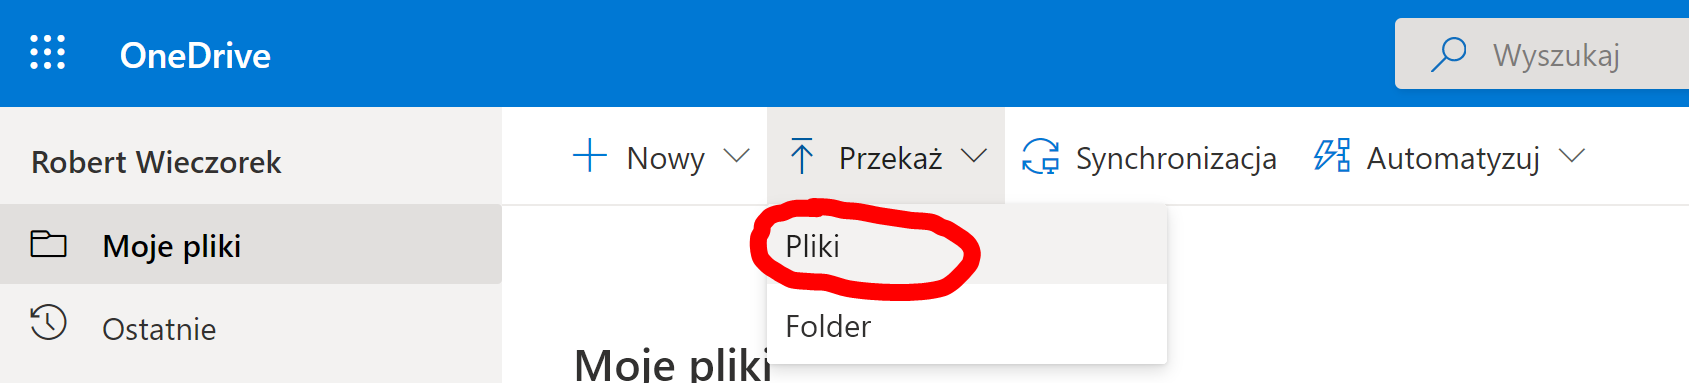 OneDrive
Wyszukaj
Robert Wieczorek
Nowy
Przekaż
Synchronizacja
Automatyzuj
Moje pliki
Pliki
Ostatnie
Folder
Moje pliki